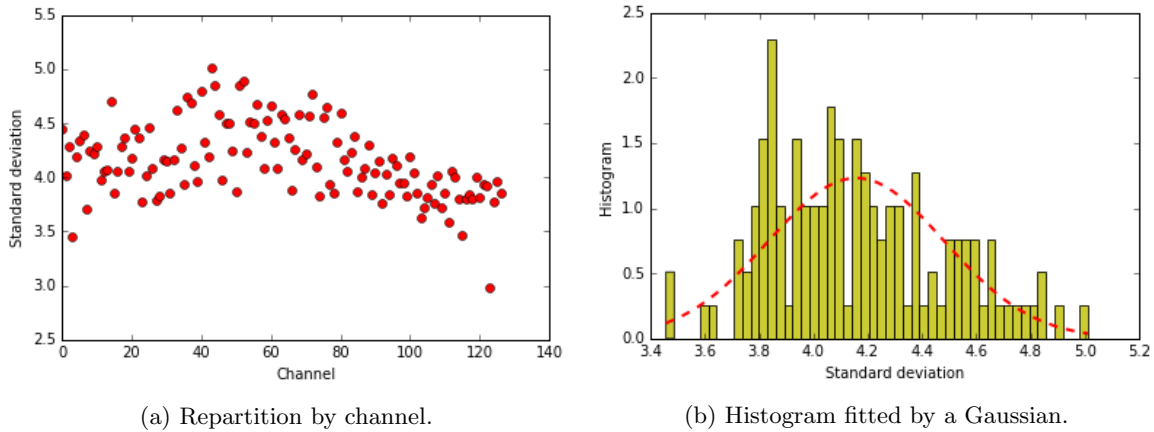 5.5
5.0
4.5
4.0
3.5
3.0
2.5
Standard deviation
0 20 40 60 80 100 120 140
Channel
(a) Repartition by channel.
2.5
2.0
1.5
1.0
0.5
0.0
Histogram
3.4 3.6 3.8 4.0 4.2 4.4 4.6 4.8 5.0 5.2
Standard deviation
(b) Histogram fitted by a Gaussian.